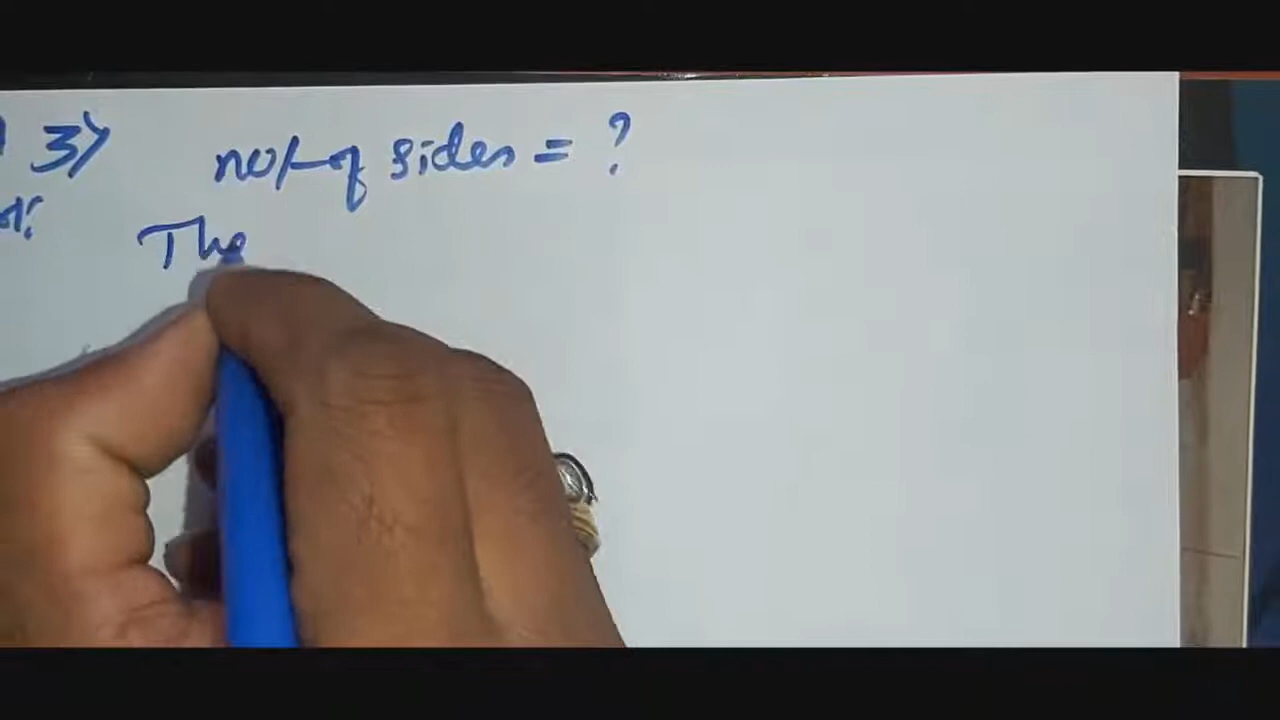 3) no/- of sides = ?
The